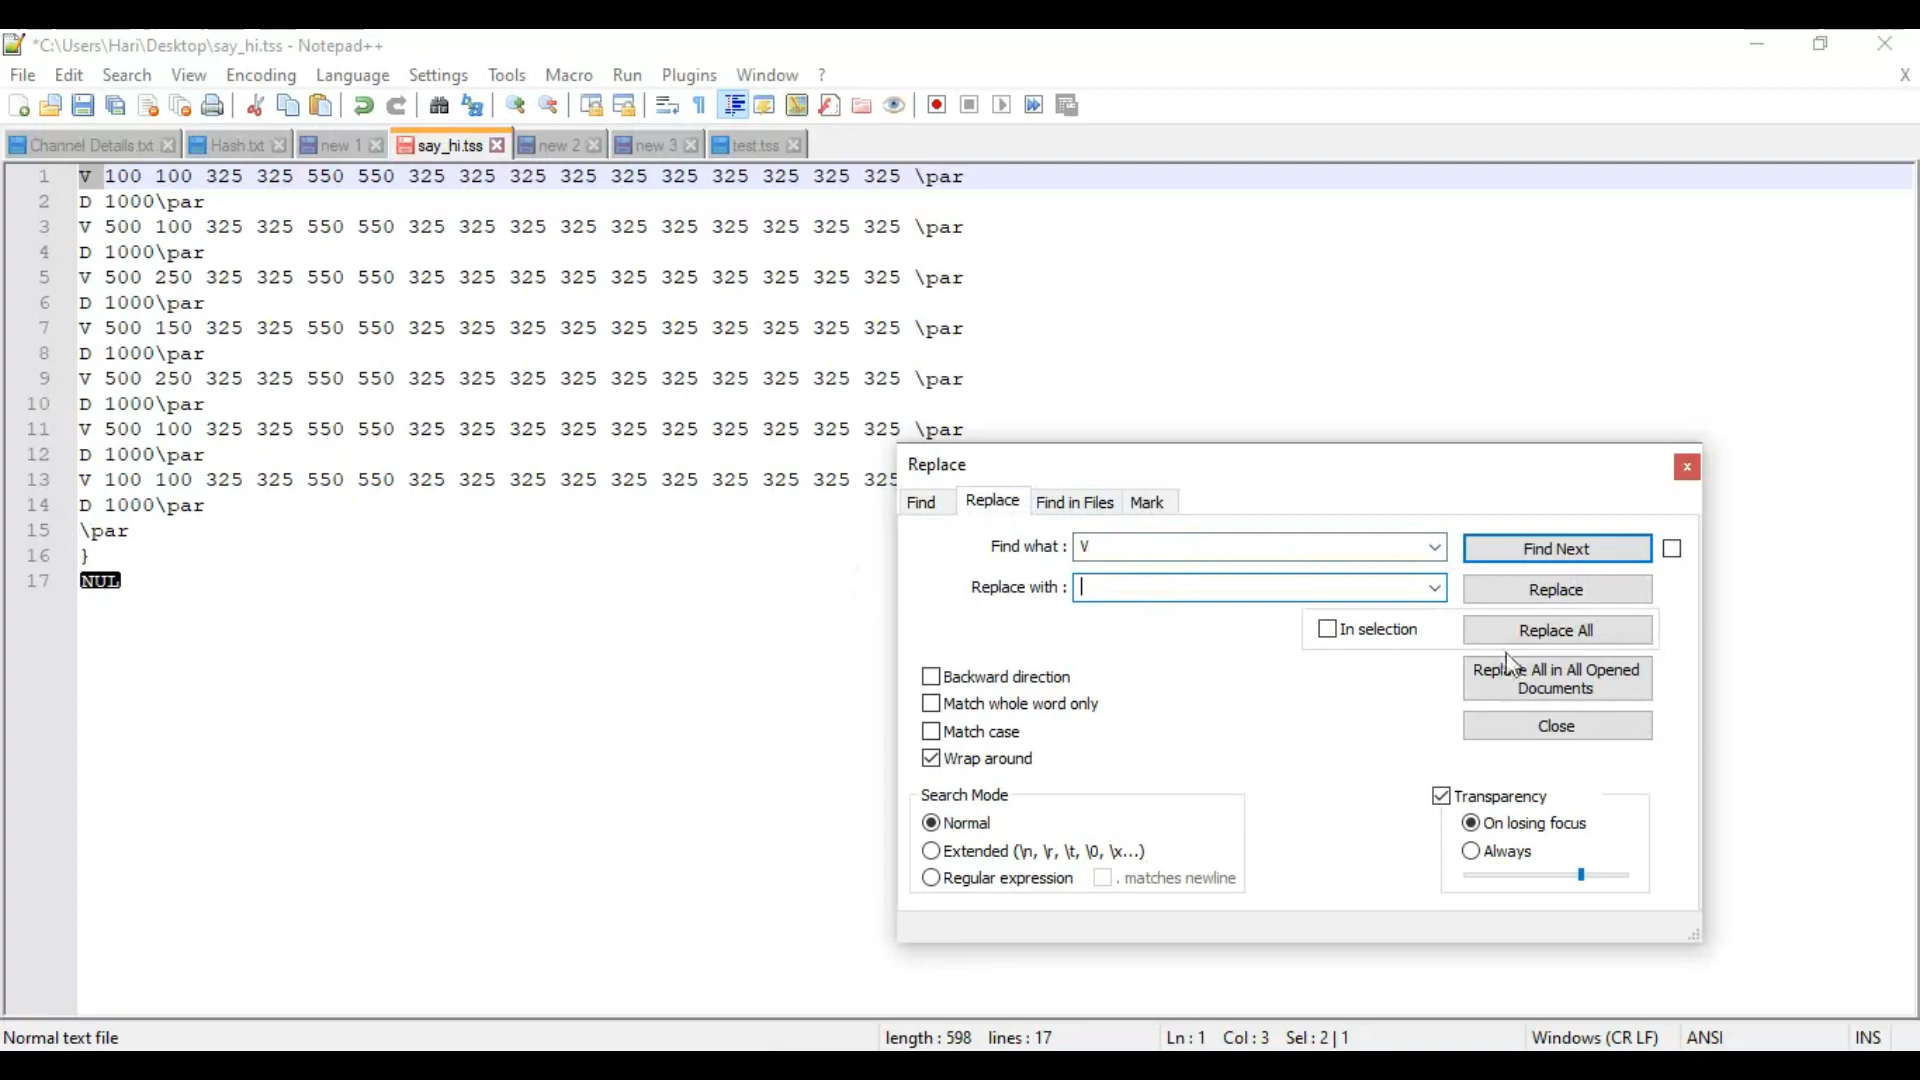 *C:\Users\Hari\Desktop\say_hi.tss - Notepad++
File Edit Search View Encoding Language Settings Tools Macro Run Plugins Window ? X
Channel Details.txt Hash.txt new 1 say_hi.tss new 2 new 3 test.tss
1 V 100 100 325 325 550 550 325 325 325 325 325 325 325 325 325 325 \par
2 D 1000\par
3 V 500 100 325 325 550 550 325 325 325 325 325 325 325 325 325 325 \par
4 D 1000\par
5 V 500 250 325 325 550 550 325 325 325 325 325 325 325 325 325 325 \par
6 D 1000\par
7 V 500 150 325 325 550 550 325 325 325 325 325 325 325 325 325 325 \par
8 D 1000\par
9 V 500 250 325 325 550 550 325 325 325 325 325 325 325 325 325 325 \par
10 D 1000\par
11 V 500 100 325 325 550 550 325 325 325 325 325 325 325 325 325 325 \par
12 D 1000\par
13 V 100 100 325 325 550 550 325 325 325 325 325 325 325 325 325 325
14 D 1000\par
15 \par
16 }
17 NUL
Replace
Find Replace Find in Files Mark
Find what : V Find Next
Replace with : Replace
In selection Replace All
Replace All in All Opened
Documents
Backward direction
Match whole word only
Match case Close
Wrap around
Search Mode Transparency
Normal On losing focus
Extended (\n, \r, \t, \0, \x...) Always
Regular expression . matches newline
Normal text file length : 598 lines : 17 Ln : 1 Col : 3 Sel : 2 | 1 Windows (CR LF) ANSI INS